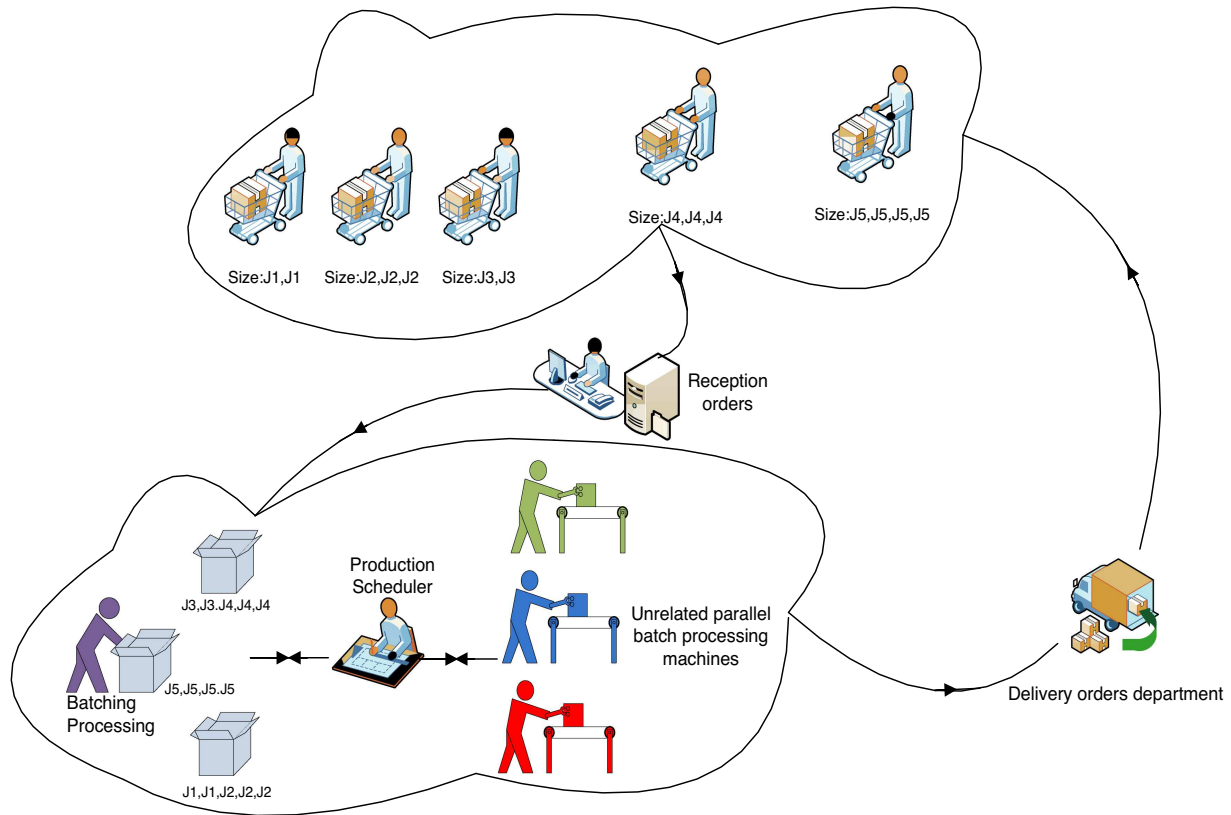 Size:J1,J1
Size:J2,J2,J2
Size:J3,J3
Size:J4,J4,J4
Size:J5,J5,J5,J5
Reception
orders
J3,J3.J4,J4,J4
Production
Scheduler
Unrelated parallel
batch processing
machines
J5,J5,J5.J5
Batching
Processing
J1,J1,J2,J2,J2
Delivery orders department